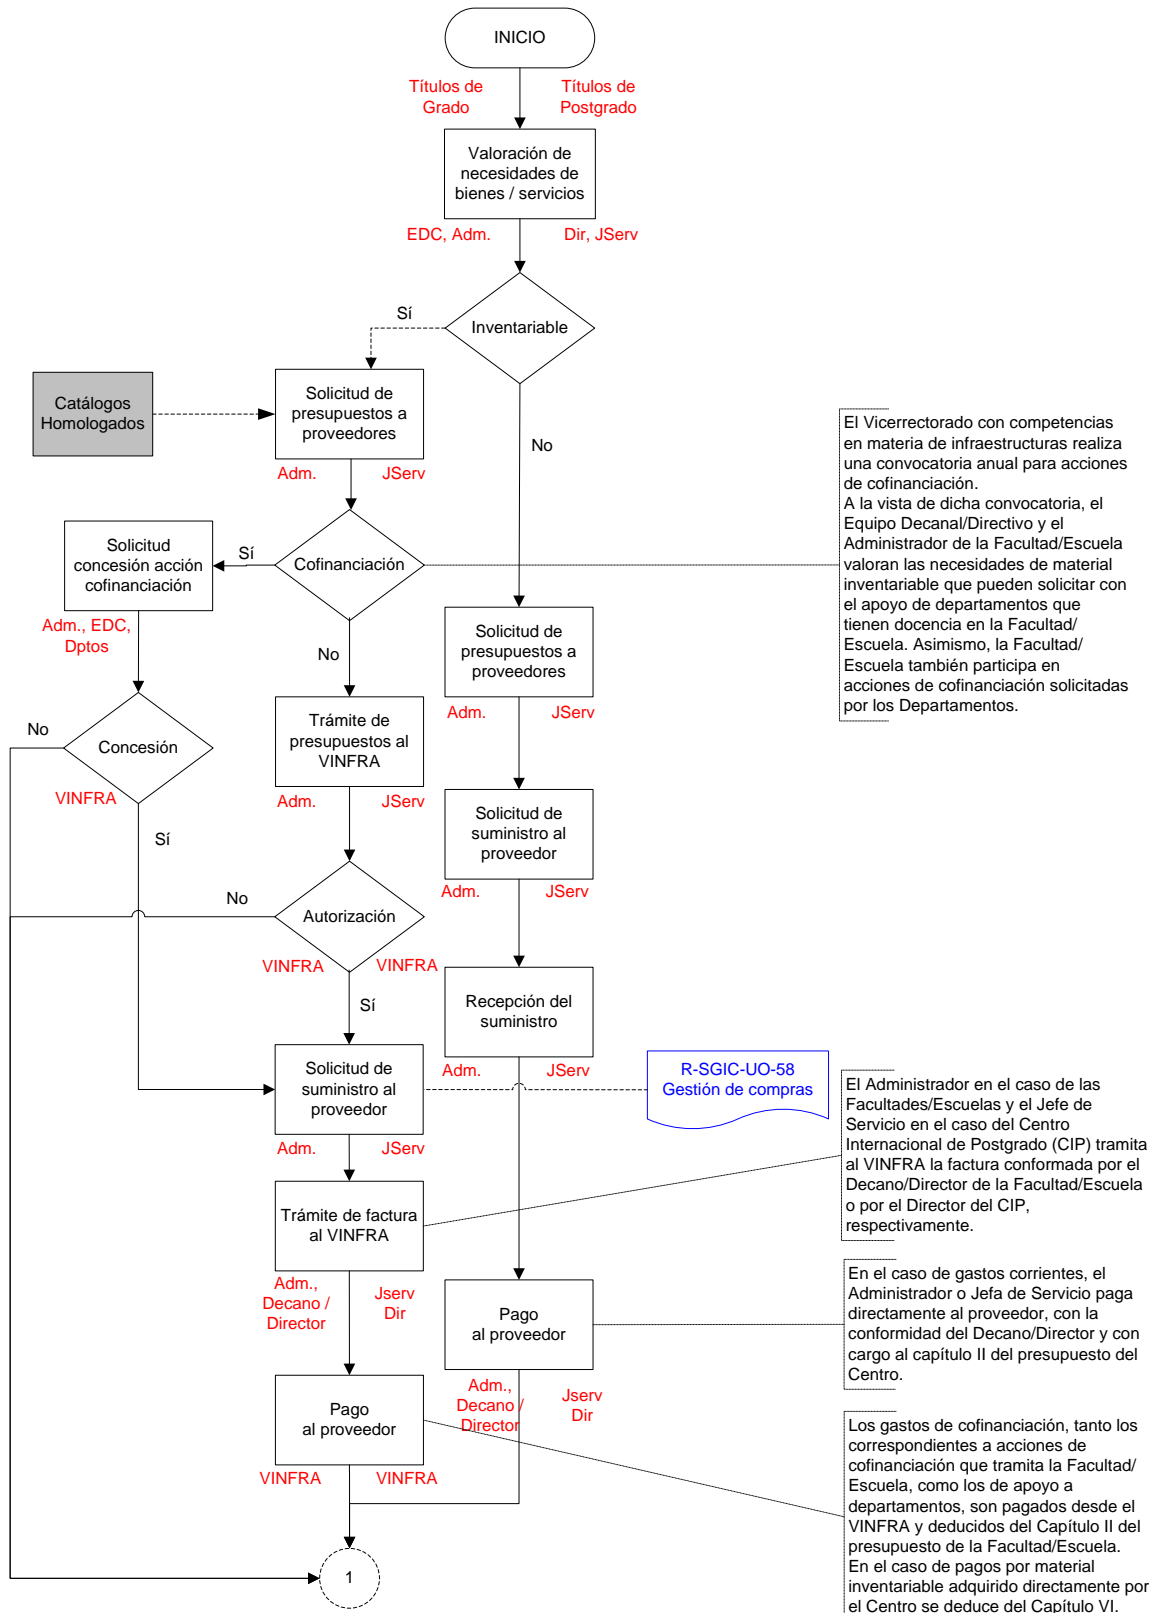 INICIO
Títulos de
Grado
Títulos de
Postgrado
Valoración de
necesidades de
bienes / servicios
EDC, Adm.
Dir, JServ
Inventariable
Sí
No
Catálogos
Homologados
Solicitud de
presupuestos a
proveedores
Adm.
JServ
El Vicerrectorado con competencias
en materia de infraestructuras realiza
una convocatoria anual para acciones
de cofinanciación.
A la vista de dicha convocatoria, el
Equipo Decanal/Directivo y el
Administrador de la Facultad/Escuela
valoran las necesidades de material
inventariable que pueden solicitar con
el apoyo de departamentos que
tienen docencia en la Facultad/
Escuela. Asimismo, la Facultad/
Escuela también participa en
acciones de cofinanciación solicitadas
por los Departamentos.
Solicitud
concesión acción
cofinanciación
Sí
Cofinanciación
Adm., EDC,
Dptos
No
Solicitud de
presupuestos a
proveedores
Adm.
JServ
No
Concesión
VINFRA
Sí
Trámite de
presupuestos al
VINFRA
Adm.
JServ
Solicitud de
suministro al
proveedor
Adm.
JServ
No
Autorización
VINFRA
VINFRA
Sí
Recepción del
suministro
Adm.
JServ
Solicitud de
suministro al
proveedor
Adm.
JServ
R-SGIC-UO-58
Gestión de compras
El Administrador en el caso de las
Facultades/Escuelas y el Jefe de
Servicio en el caso del Centro
Internacional de Postgrado (CIP) tramita
al VINFRA la factura conformada por el
Decano/Director de la Facultad/Escuela
o por el Director del CIP,
respectivamente.
Trámite de factura
al VINFRA
Adm.,
Decano /
Director
Jserv
Dir
Pago
al proveedor
Adm.,
Decano /
Director
Jserv
Dir
En el caso de gastos corrientes, el
Administrador o Jefa de Servicio paga
directamente al proveedor, con la
conformidad del Decano/Director y con
cargo al capítulo II del presupuesto del
Centro.
Pago
al proveedor
VINFRA
VINFRA
Los gastos de cofinanciación, tanto los
correspondientes a acciones de
cofinanciación que tramita la Facultad/
Escuela, como los de apoyo a
departamentos, son pagados desde el
VINFRA y deducidos del Capítulo II del
presupuesto de la Facultad/Escuela.
En el caso de pagos por material
inventariable adquirido directamente por
el Centro se deduce del Capítulo VI.
1